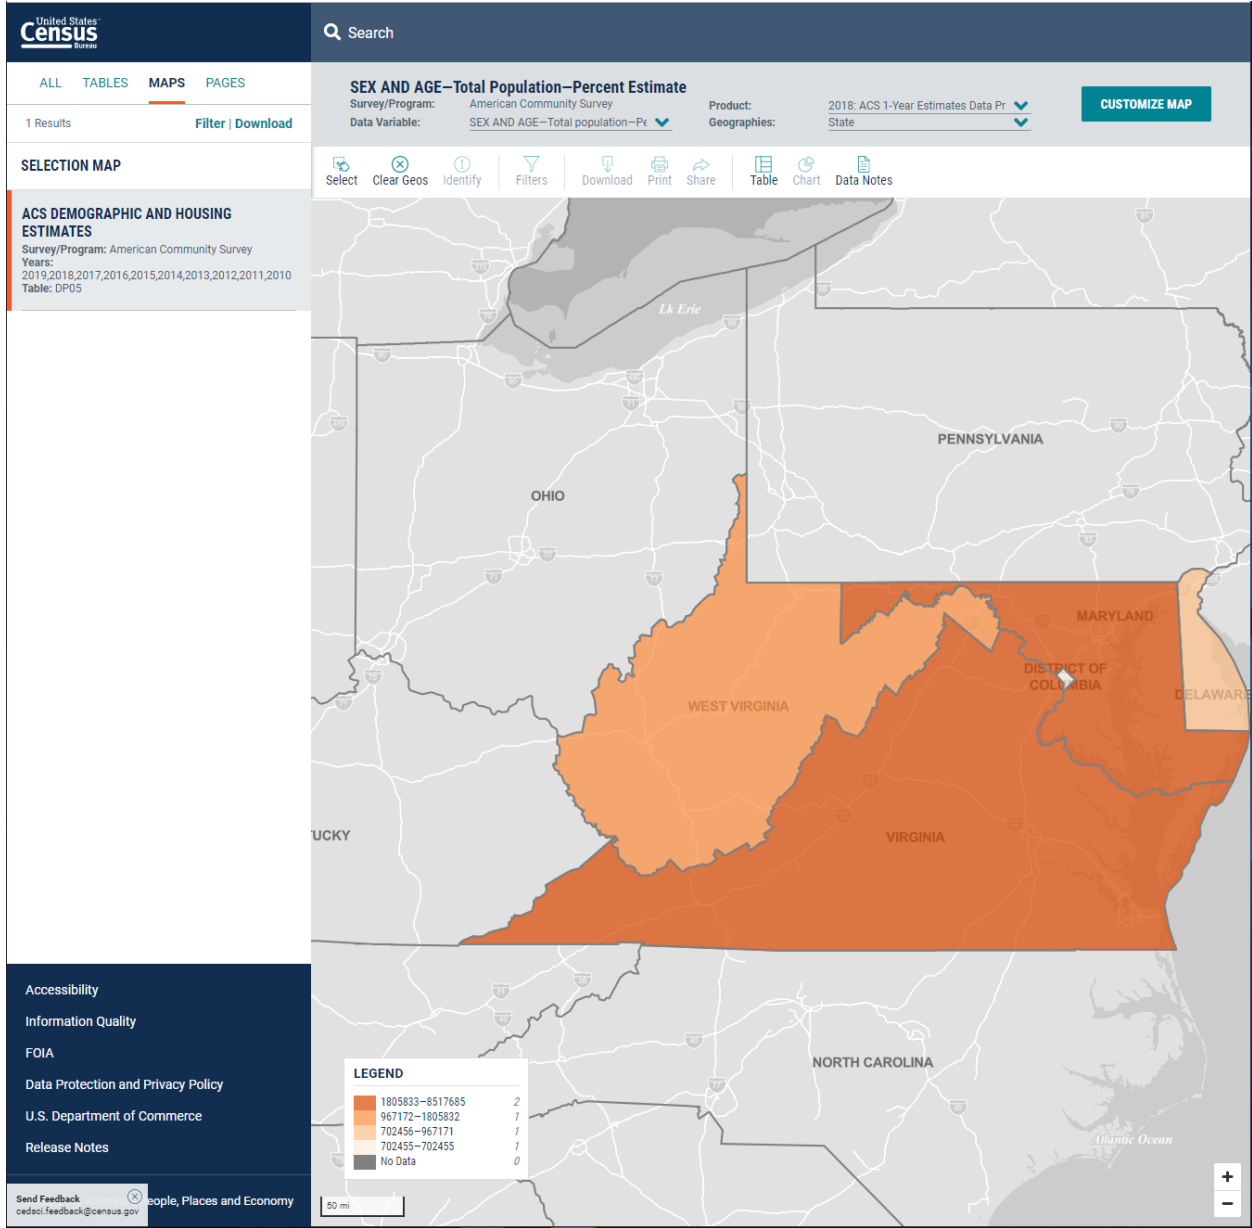 United States™
Census
Bureau
Search
ALL TABLES MAPS PAGES
1 Results Filter | Download
SELECTION MAP
ACS DEMOGRAPHIC AND HOUSING
ESTIMATES
Survey/Program: American Community Survey
Years:
2019,2018,2017,2016,2015,2014,2013,2012,2011,2010
Table: DP05
SEX AND AGE—Total Population—Percent Estimate
Survey/Program: American Community Survey
Data Variable: SEX AND AGE—Total population—Pe
Product: 2018: ACS 1-Year Estimates Data Pr
Geographies: State
CUSTOMIZE MAP
Select Clear Geos Identify Filters Download Print Share Table Chart Data Notes
Lk Erie
PENNSYLVANIA
OHIO
MARYLAND
DISTRICT OF
COLUMBIA
DELAWARE
WEST VIRGINIA
UCKY
VIRGINIA
NORTH CAROLINA
Atlantic Ocean
LEGEND
1805833—8517685 2
967172—1805832 1
702456—967171 1
702455—702455 1
No Data 0
50 mi
+
−
Accessibility
Information Quality
FOIA
Data Protection and Privacy Policy
U.S. Department of Commerce
Release Notes
eople, Places and Economy
Send Feedback
cedsci.feedback@census.gov